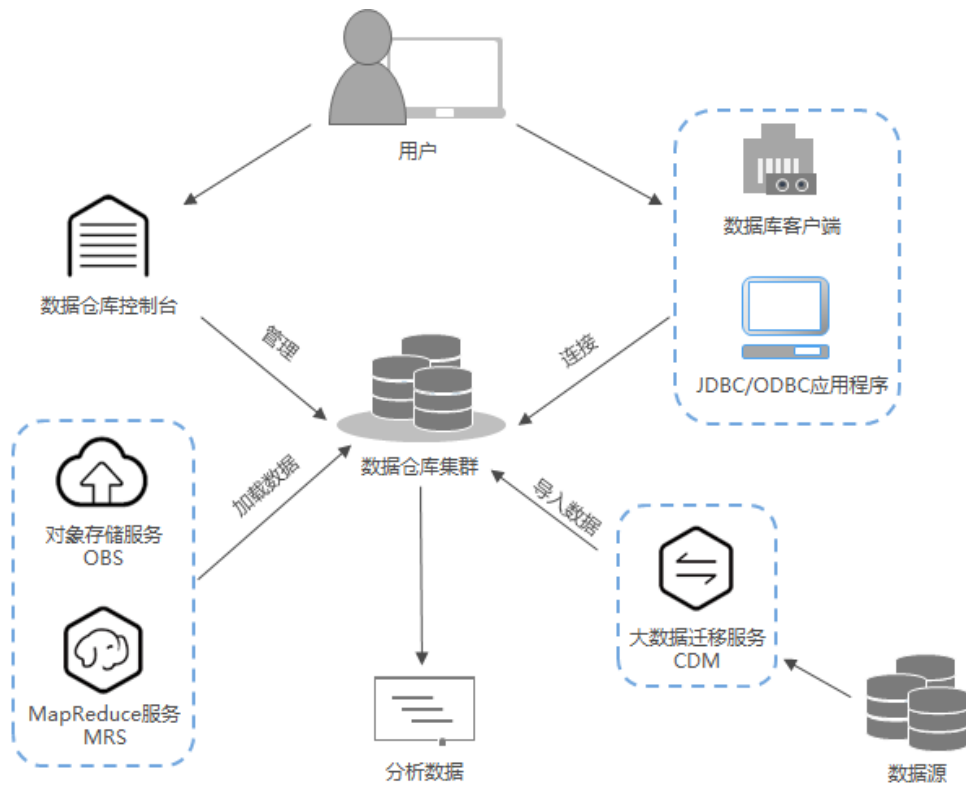 用户
数据库客户端
数据仓库控制台
管理
连接
JDBC/ODBC应用程序
数据仓库集群
加载数据
导入数据
对象存储服务
OBS
大数据迁移服务
CDM
MapReduce服务
MRS
分析数据
数据源